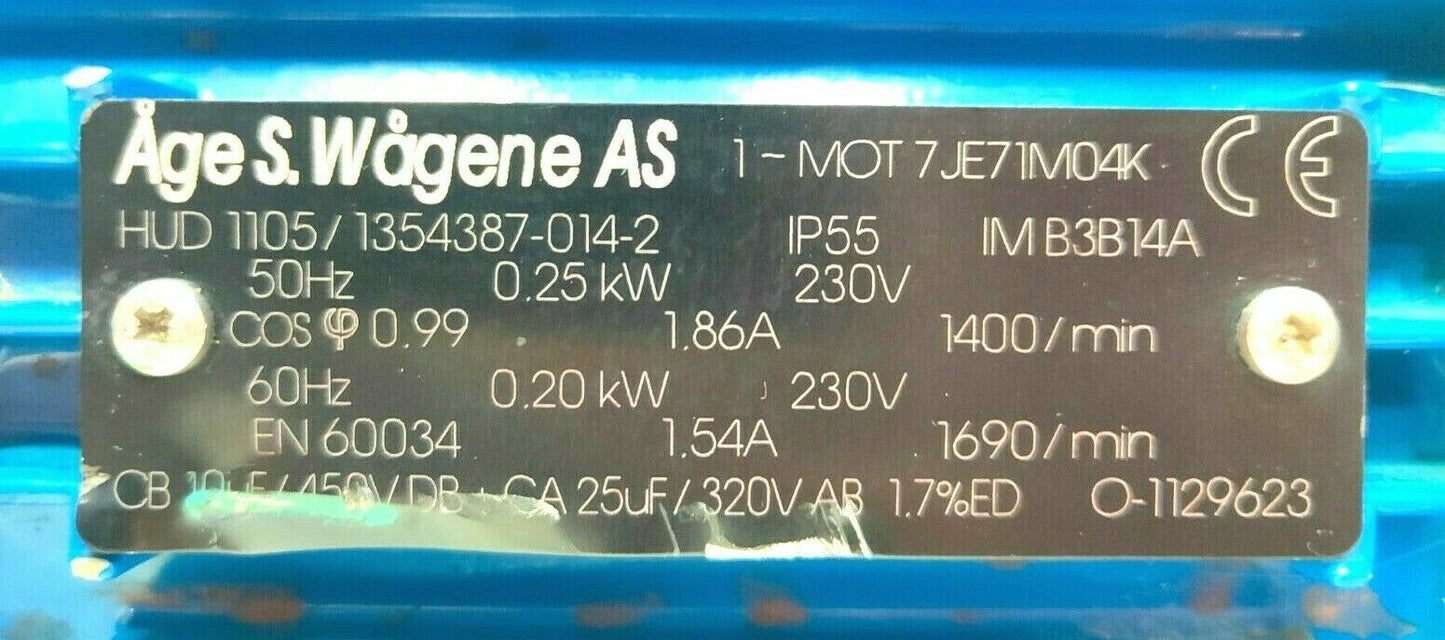 Åge S. Wågene AS 1~MOT 7JE71M04K CE
HUD 1105/1354387-014-2 IP55 IM B3B14A
50Hz 0.25 kW 230V
COS φ 0.99 1.86A 1400/min
60Hz 0.20 kW 230V
EN 60034 1.54A 1690/min
CB 10uF/450V DB + CA 25uF/320V AB 1.7%ED O-1129623